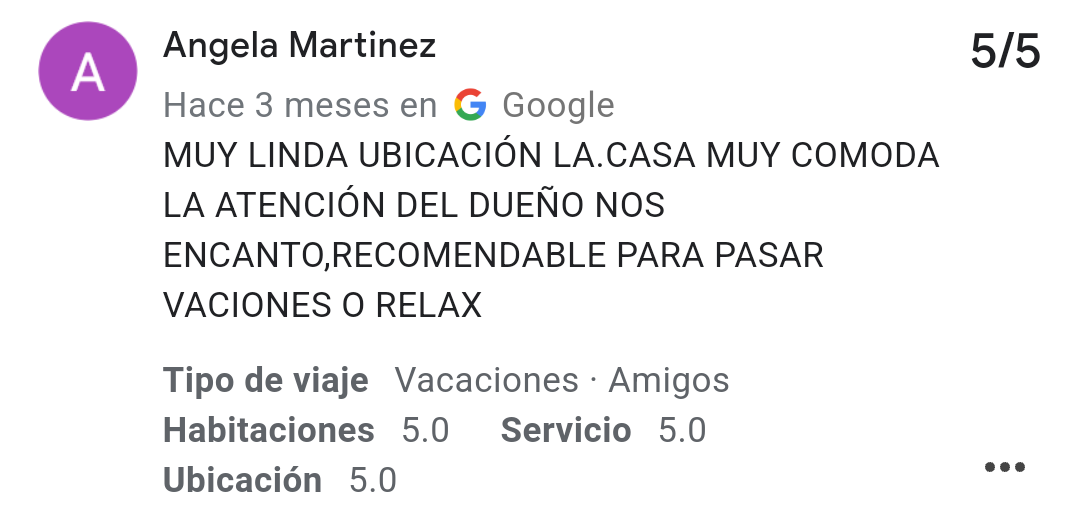 A
Angela Martinez
5/5
Hace 3 meses en G Google
MUY LINDA UBICACIÓN LA.CASA MUY COMODA
LA ATENCIÓN DEL DUEÑO NOS
ENCANTO,RECOMENDABLE PARA PASAR
VACIONES O RELAX
Tipo de viaje Vacaciones · Amigos
Habitaciones 5.0 Servicio 5.0
Ubicación 5.0